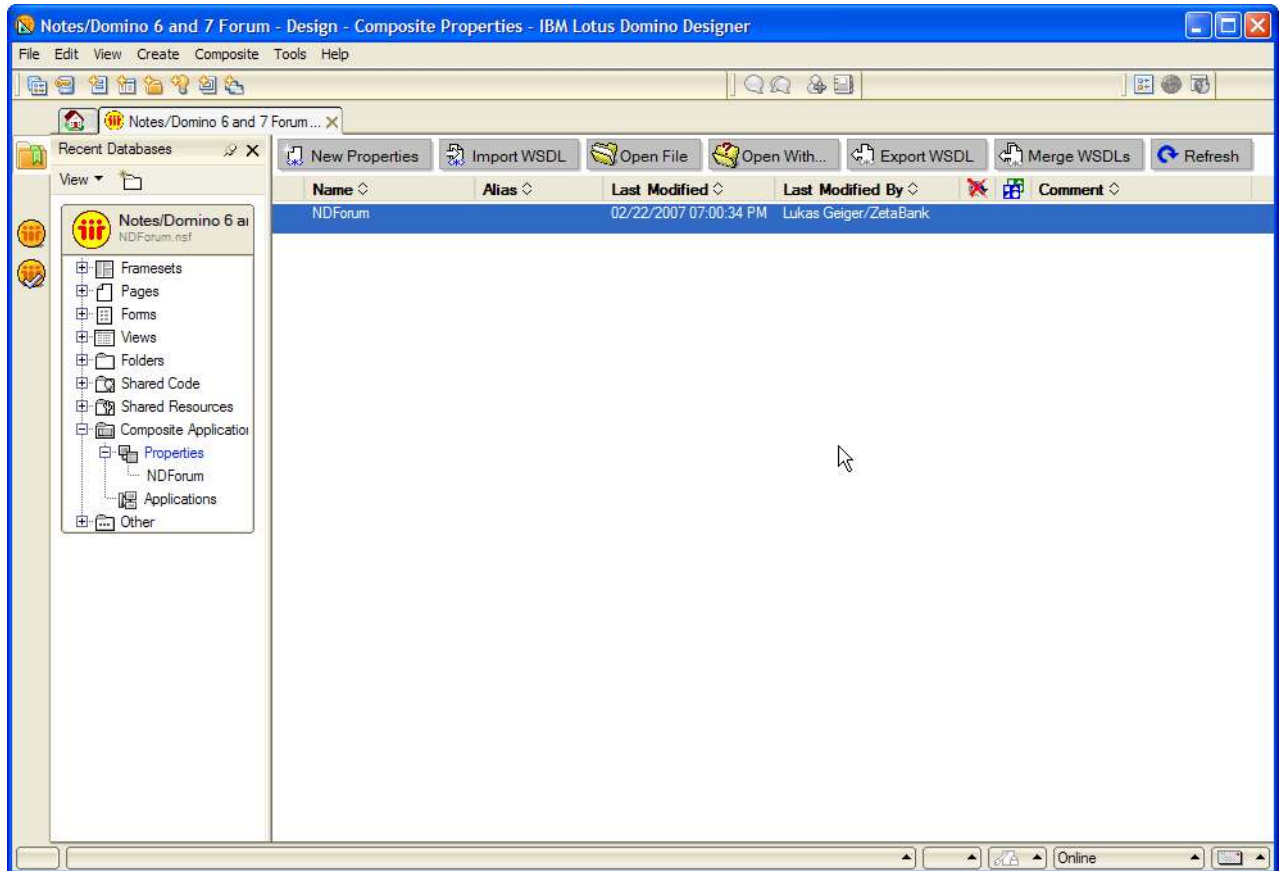 Notes/Domino 6 and 7 Forum - Design - Composite Properties - IBM Lotus Domino Designer
File Edit View Create Composite Tools Help
Notes/Domino 6 and 7 Forum...
Recent Databases
New Properties Import WSDL Open File Open With... Export WSDL Merge WSDLs Refresh
View
Name Alias Last Modified Last Modified By Comment
NDForum 02/22/2007 07:00:34 PM Lukas Geiger/ZetaBank
Notes/Domino 6 ar
NDForum.nsf
Framesets
Pages
Forms
Views
Folders
Shared Code
Shared Resources
Composite Application
Properties
NDForum
Applications
Other
Online